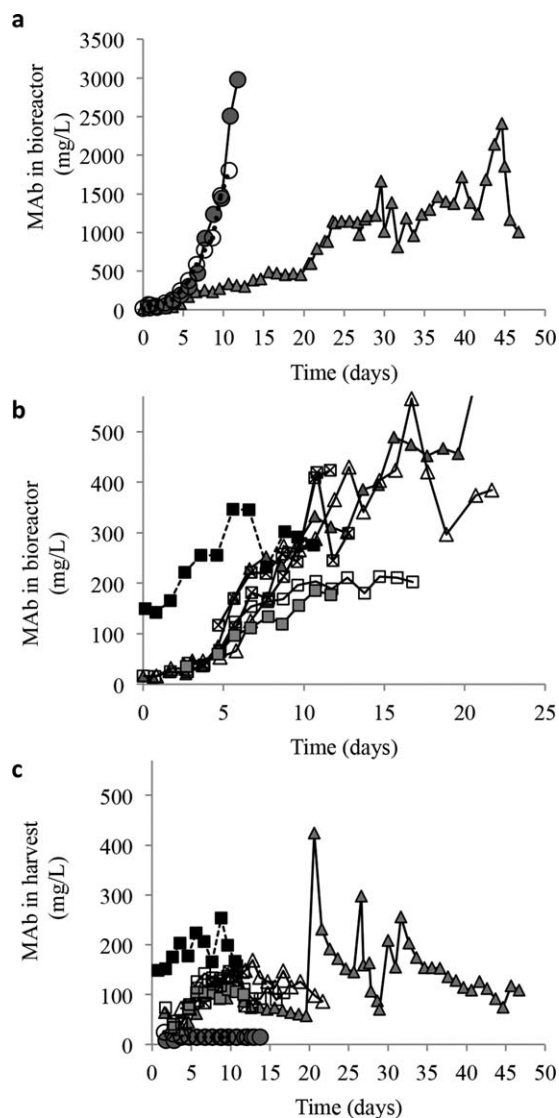 a
3500
3000
2500
2000
1500
1000
500
0
MAb in bioreactor
(mg/L)
0 5 10 15 20 25 30 35 40 45 50
Time (days)
b
500
400
300
200
100
0
MAb in bioreactor
(mg/L)
0 5 10 15 20 25
Time (days)
c
500
400
300
200
100
0
MAb in harvest
(mg/L)
0 5 10 15 20 25 30 35 40 45 50
Time (days)